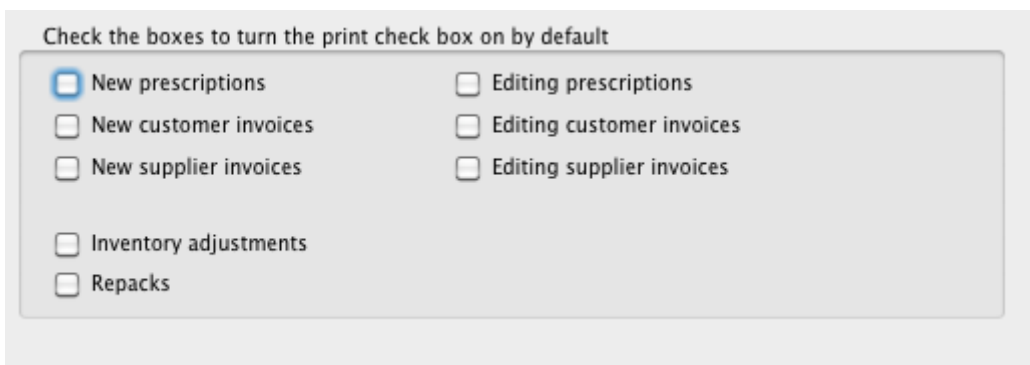 Check the boxes to turn the print check box on by default
New prescriptions Editing prescriptions
New customer invoices Editing customer invoices
New supplier invoices Editing supplier invoices
Inventory adjustments
Repacks